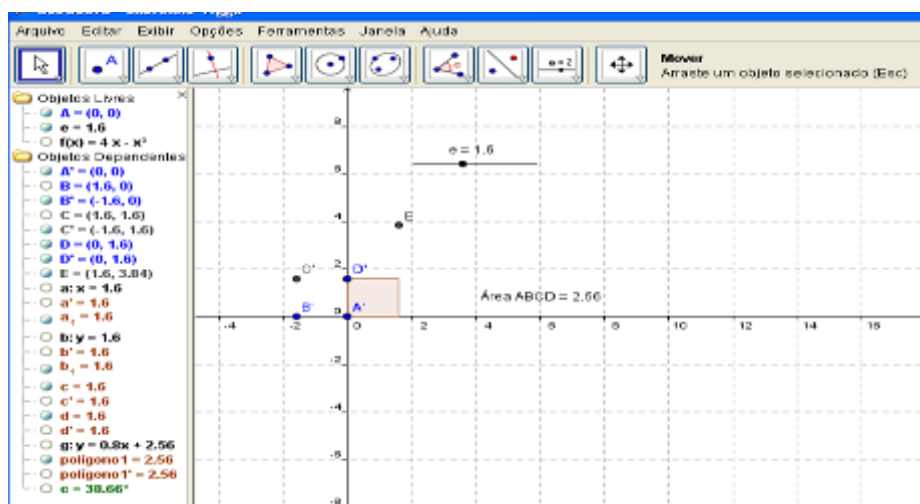 Arquivo Editar Exibir Opções Ferramentas Janela Ajuda
A
e=2
Mover
Arraste um objeto selecionado (Esc)
Objetos Livres
A = (0, 0)
e = 1.6
f(x) = 4 x - x²
Objetos Dependentes
A' = (0, 0)
B = (1.6, 0)
B' = (-1.6, 0)
C = (1.6, 1.6)
C' = (-1.6, 1.6)
D = (0, 1.6)
D' = (0, 1.6)
E = (1.6, 3.84)
a: x = 1.6
a' = 1.6
a₁ = 1.6
b: y = 1.6
b' = 1.6
b₁ = 1.6
c = 1.6
c' = 1.6
d = 1.6
d' = 1.6
g: y = 0.8x + 2.56
polígono1 = 2.56
polígono1' = 2.56
= 38.66°
8
e = 1.6
6
4
E
2
C' D'
Área ABCD = 2.56
B' A'
0
-4 -2 0 2 4 6 8 10 12 14 16
-2
-4
-6
-8